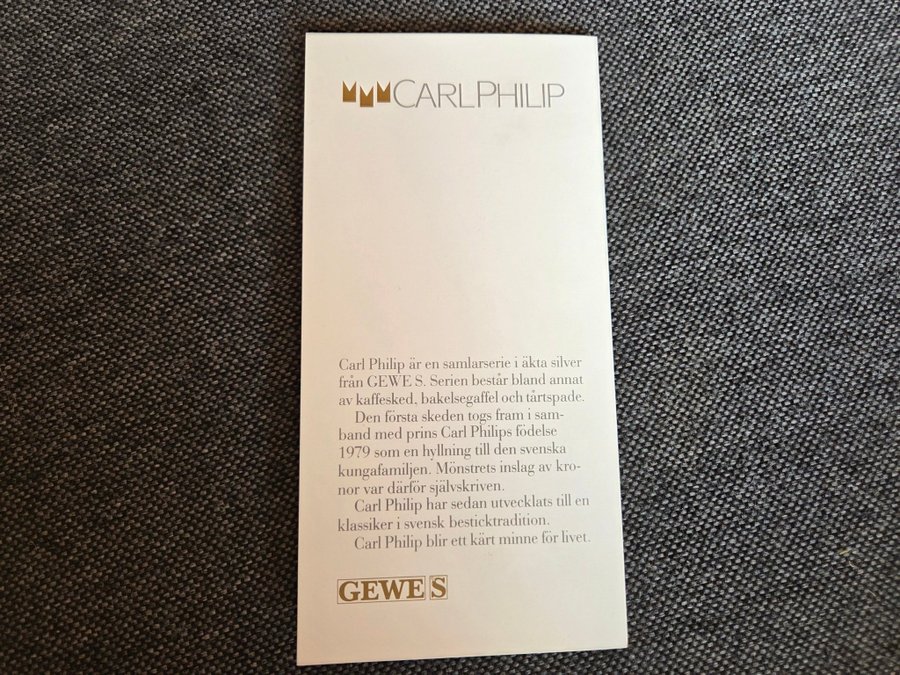 CARL PHILIP
Carl Philip är en samlarserie i äkta silver
från GEWE S. Serien består bland annat
av kaffesked, bakelsegaffel och tårtspade.
Den första skeden togs fram i sam-
band med prins Carl Philips födelse
1979 som en hyllning till den svenska
kungafamiljen. Mönstrets inslag av kro-
nor var därför självskriven.
Carl Philip har sedan utvecklats till en
klassiker i svensk besticktradition.
Carl Philip blir ett kärt minne för livet.
GEWE S